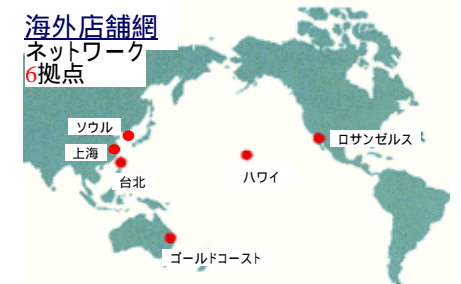 海外店舗網
ネットワーク
6拠点
ソウル
上海
台北
ハワイ
ロサンゼルス
ゴールドコースト